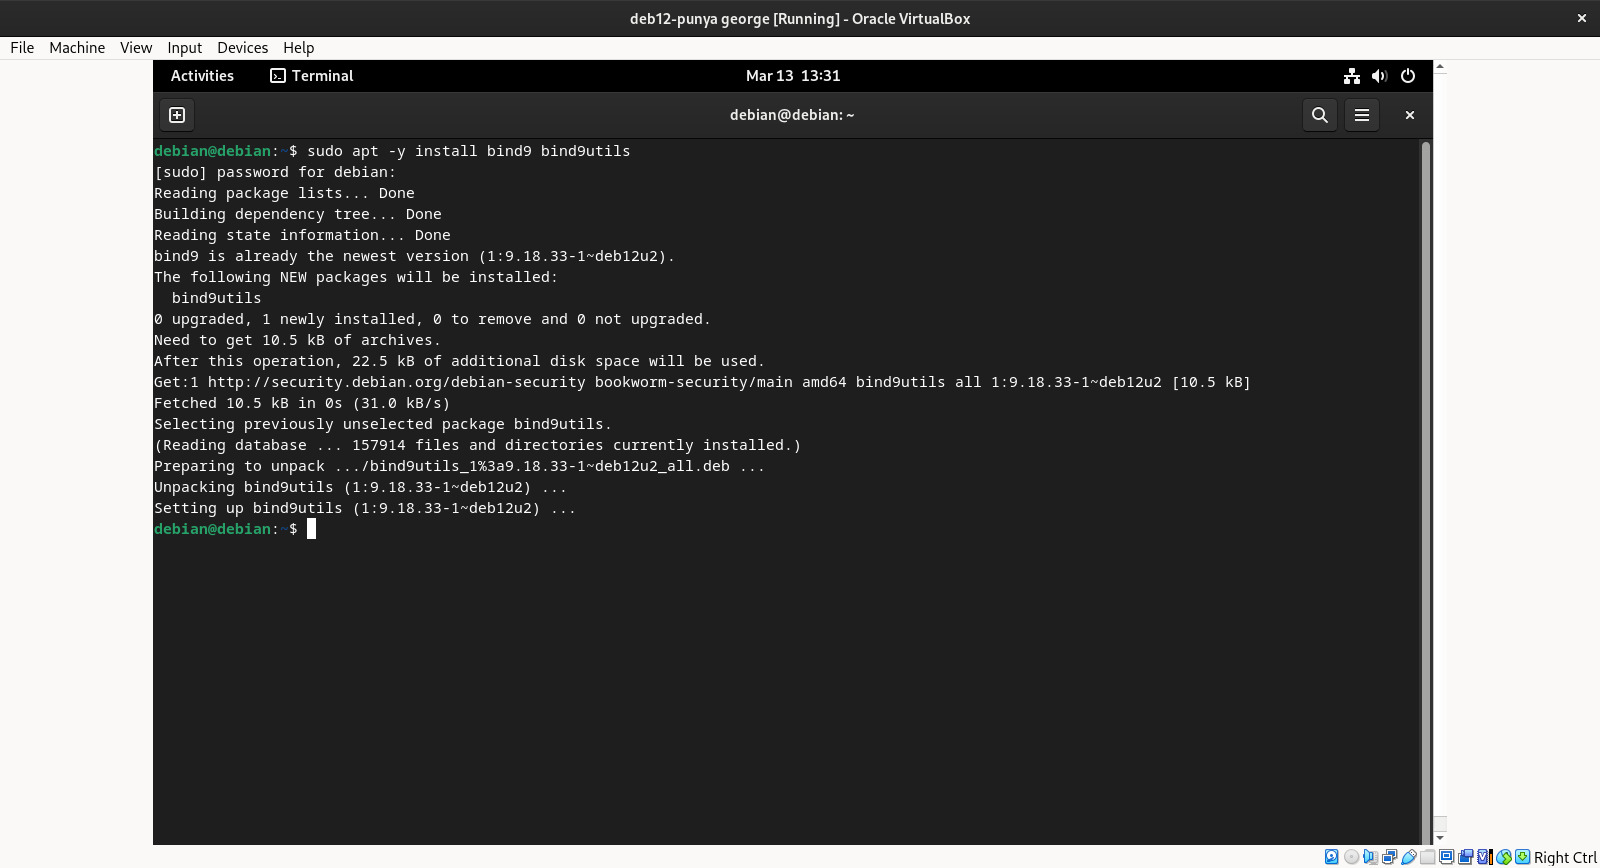 deb12-punya george [Running] - Oracle VirtualBox
File Machine View Input Devices Help
Activities Terminal Mar 13 13:31
debian@debian: ~
debian@debian:~$ sudo apt -y install bind9 bind9utils
[sudo] password for debian:
Reading package lists... Done
Building dependency tree... Done
Reading state information... Done
bind9 is already the newest version (1:9.18.33-1~deb12u2).
The following NEW packages will be installed:
  bind9utils
0 upgraded, 1 newly installed, 0 to remove and 0 not upgraded.
Need to get 10.5 kB of archives.
After this operation, 22.5 kB of additional disk space will be used.
Get:1 http://security.debian.org/debian-security bookworm-security/main amd64 bind9utils all 1:9.18.33-1~deb12u2 [10.5 kB]
Fetched 10.5 kB in 0s (31.0 kB/s)
Selecting previously unselected package bind9utils.
(Reading database ... 157914 files and directories currently installed.)
Preparing to unpack .../bind9utils_1%3a9.18.33-1~deb12u2_all.deb ...
Unpacking bind9utils (1:9.18.33-1~deb12u2) ...
Setting up bind9utils (1:9.18.33-1~deb12u2) ...
debian@debian:~$
Right Ctrl